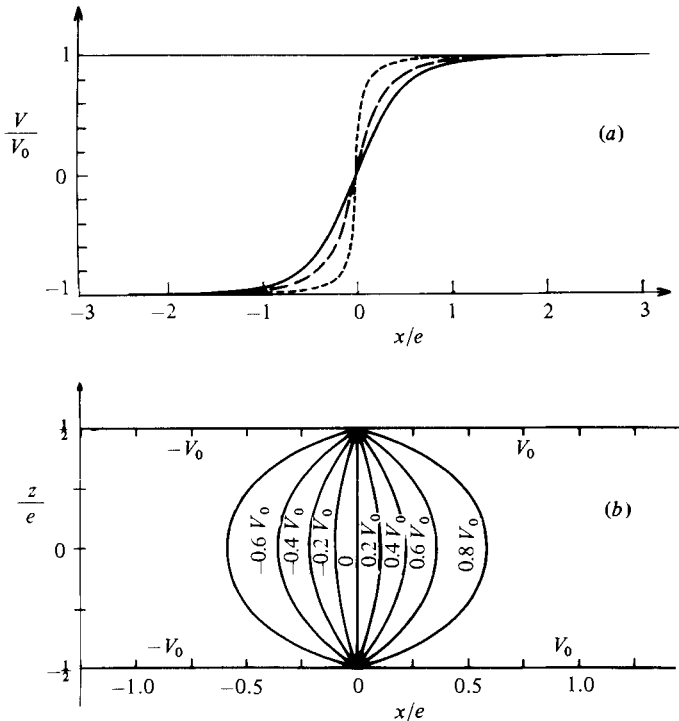 1
V
V₀
(a)
0
−1
−3 −2 −1 0 1 2 3
x/e
½
−V₀ V₀
z
e
(b)
0
−0.6 V₀ −0.4 V₀ −0.2 V₀ 0 0.2 V₀ 0.4 V₀ 0.6 V₀ 0.8 V₀
−V₀ V₀
−½
−1.0 −0.5 0 0.5 1.0
x/e